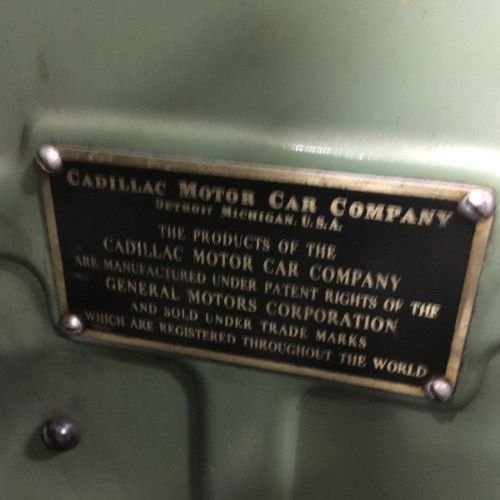 CADILLAC MOTOR CAR COMPANY
DETROIT MICHIGAN, U.S.A.
THE PRODUCTS OF THE
CADILLAC MOTOR CAR COMPANY
ARE MANUFACTURED UNDER PATENT RIGHTS OF THE
GENERAL MOTORS CORPORATION
AND SOLD UNDER TRADE MARKS
WHICH ARE REGISTERED THROUGHOUT THE WORLD